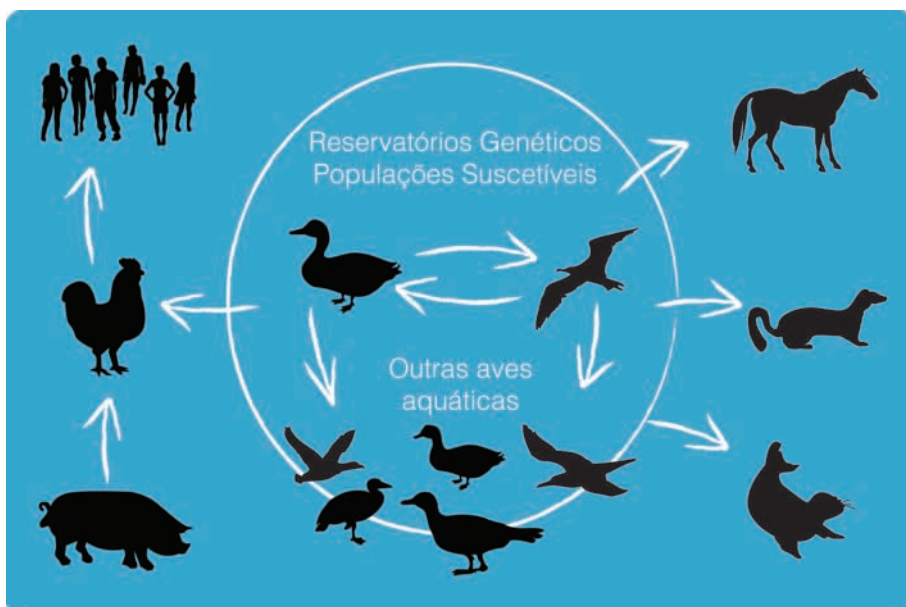 Reservatórios Genéticos
Populações Suscetíveis
Outras aves
aquáticas